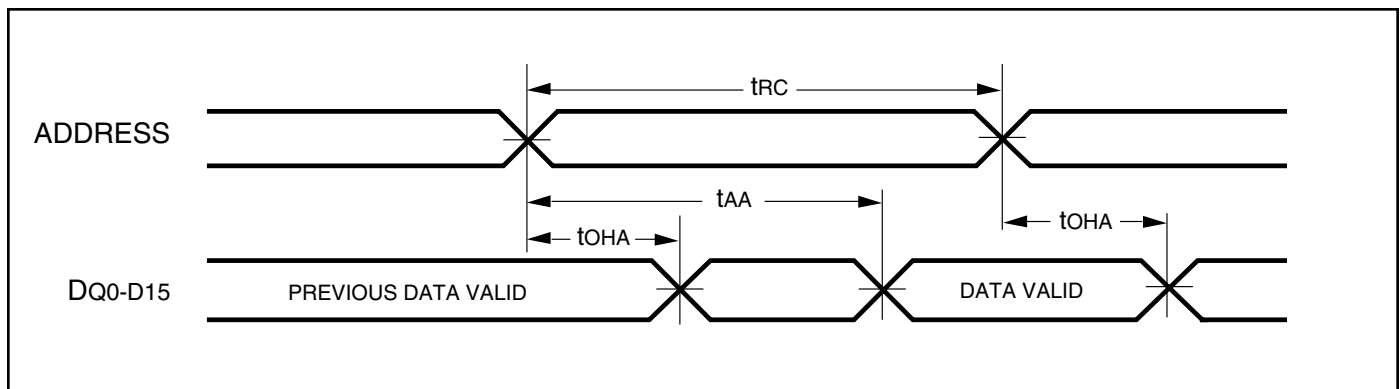 tRC
ADDRESS
tAA
tOHA
tOHA
DQ0-D15
PREVIOUS DATA VALID
DATA VALID